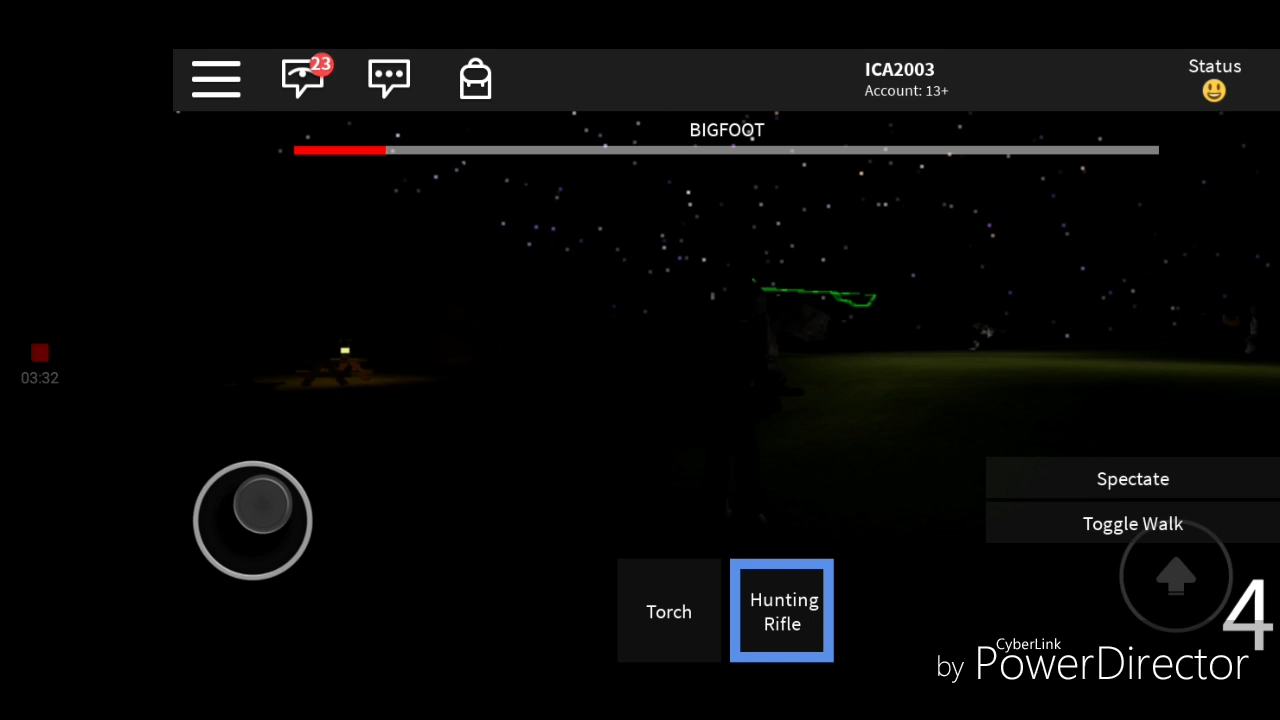 23
ICA2003
Account: 13+
Status
BIGFOOT
03:32
Spectate
Toggle Walk
Torch
Hunting
Rifle
4
by CyberLink PowerDirector